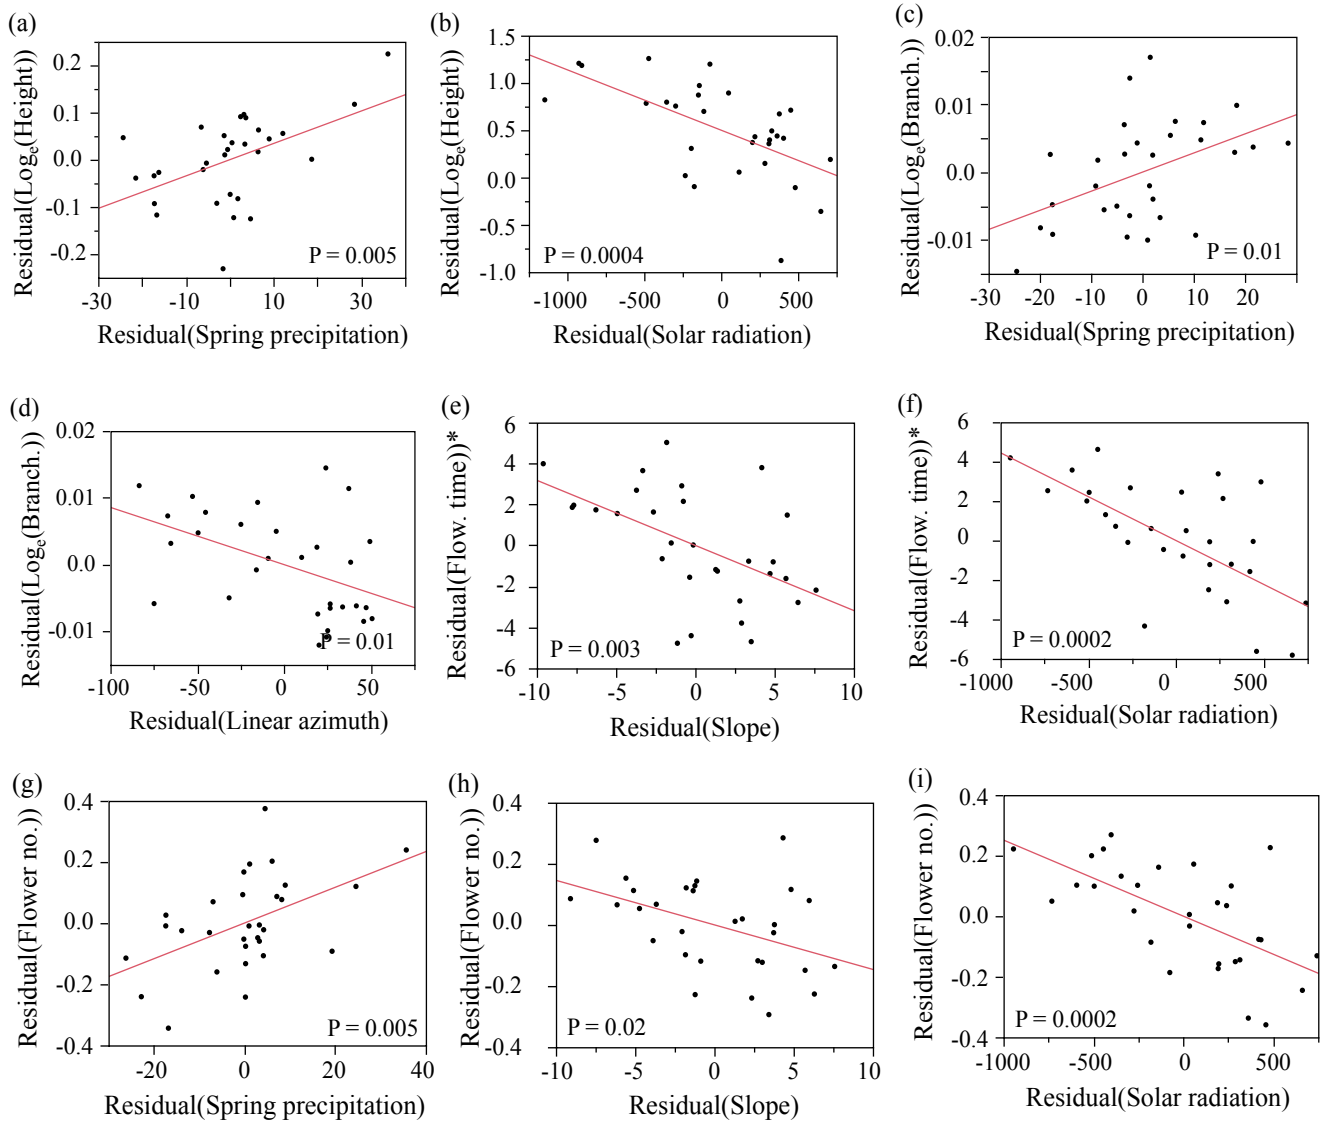 (a)
Residual(Logₑ(Height))
0.2
0.1
0.0
-0.1
-0.2
P = 0.005
-30 -10 10 30
Residual(Spring precipitation)
(b)
Residual(Logₑ(Height))
1.5
1.0
0.5
0.0
-0.5
1.0
P = 0.0004
-1000 -500 0 500
Residual(Solar radiation)
(c)
Residual(Logₑ(Branch.))
0.02
0.01
0.0
-0.01
P = 0.01
-30 -20 -10 0 10 20
Residual(Spring precipitation)
(d)
Residual(Logₑ(Branch.))
0.02
0.01
0.0
-0.01
P = 0.01
-100 -50 0 50
Residual(Linear azimuth)
(e)
Residual(Flow. time))*
6
4
2
0
-2
-4
-6
P = 0.003
-10 -5 0 5 10
Residual(Slope)
(f)
Residual(Flow. time))*
6
4
2
0
-2
-4
-6
P = 0.0002
-1000 -500 0 500
Residual(Solar radiation)
(g)
Residual(Flower no.))
0.4
0.2
0.0
-0.2
-0.4
P = 0.005
-20 0 20 40
Residual(Spring precipitation)
(h)
Residual(Flower no.))
0.4
0.2
0.0
-0.2
-0.4
P = 0.02
-10 -5 0 5 10
Residual(Slope)
(i)
Residual(Flower no.))
0.4
0.2
0.0
-0.2
-0.4
P = 0.0002
-1000 -500 0 500
Residual(Solar radiation)